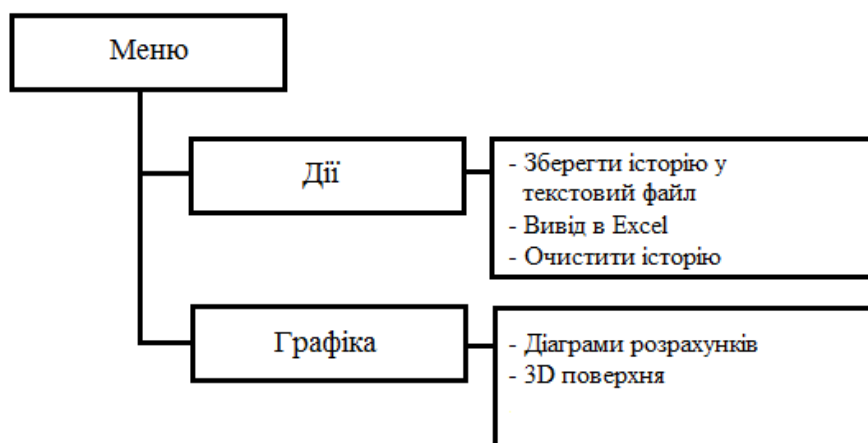 Меню
Дії
- Зберегти історію у
текстовий файл
- Вивід в Excel
- Очистити історію
Графіка
- Діаграми розрахунків
- 3D поверхня